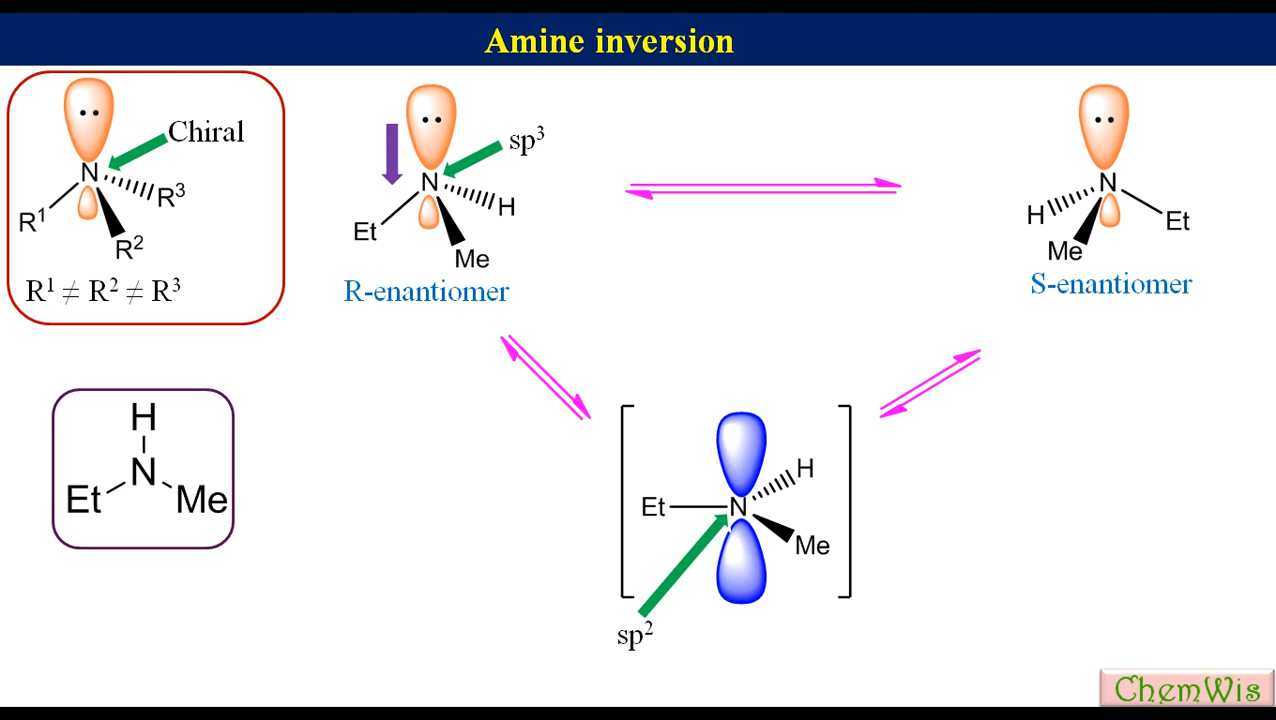 Amine inversion
••
Chiral
N
R³
R¹
R²
R¹ ≠ R² ≠ R³
••
sp³
N
H
Et
Me
R-enantiomer
••
N
H
Et
Me
S-enantiomer
H
N
Et
Me
H
Et
N
Me
sp²
ChemWis